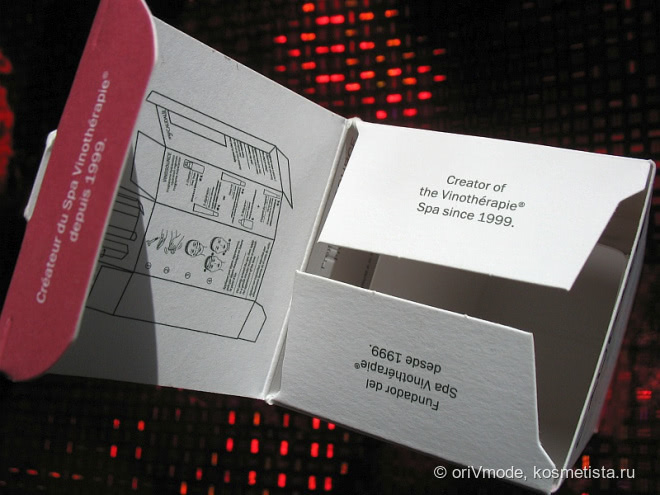 Créateur du Spa Vinothérapie®
depuis 1999.
Creator of
the Vinothérapie®
Spa since 1999.
Fundador del
Spa Vinothérapie®
desde 1999.
© oriVmode, kosmetista.ru